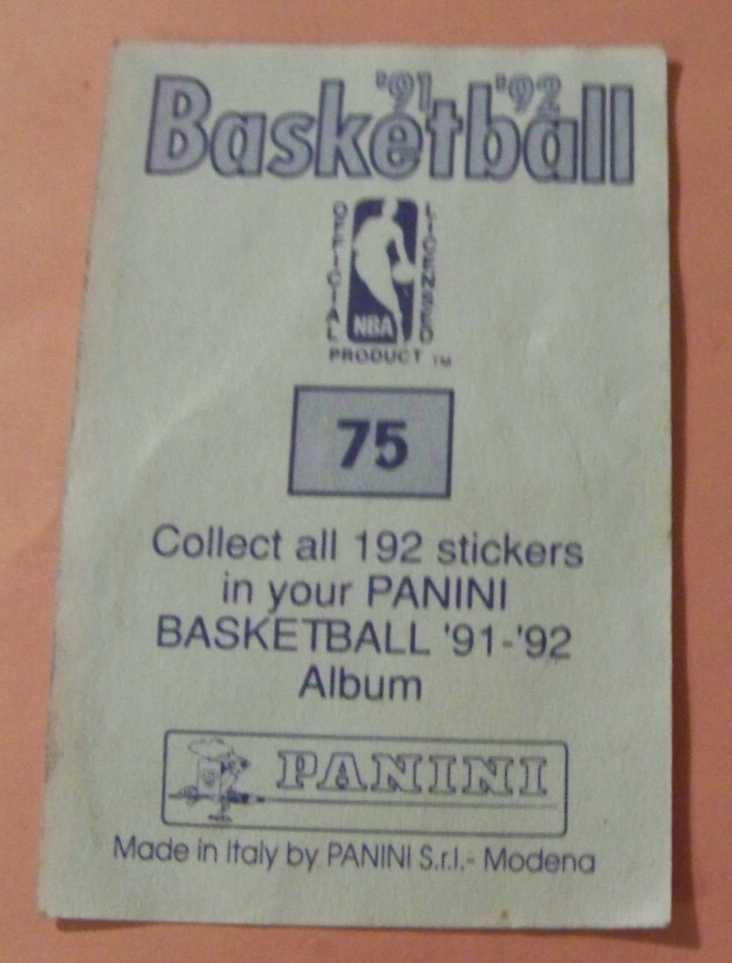 '91 '92
Basketball
OFFICIAL
LICENSED
NBA
PRODUCT TM
75
Collect all 192 stickers
in your PANINI
BASKETBALL '91-'92
Album
PANINI
Made in Italy by PANINI S.r.l.- Modena